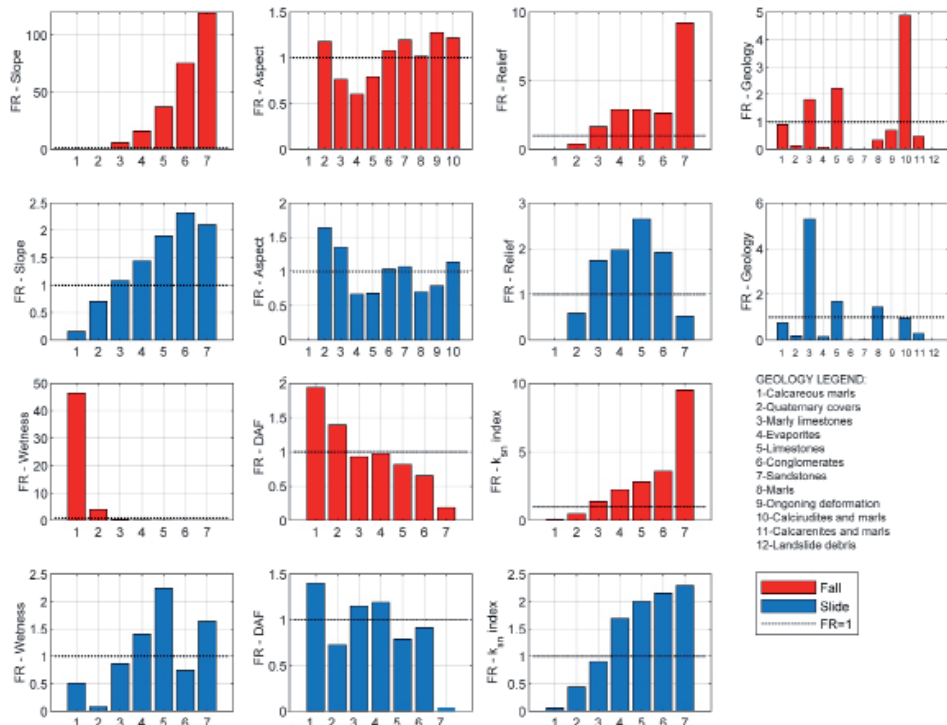 FR - Slope
100
50
0
1 2 3 4 5 6 7
FR - Aspect
1.5
1
0.5
0
1 2 3 4 5 6 7 8 9 10
FR - Relief
10
5
0
1 2 3 4 5 6 7
FR - Geology
5
4
3
2
1
0
1 2 3 4 5 6 7 8 9 10 11 12
FR - Slope
2.5
2
1.5
1
0.5
0
1 2 3 4 5 6 7
FR - Aspect
2
1.5
1
0.5
0
1 2 3 4 5 6 7 8 9 10
FR - Relief
3
2
1
0
1 2 3 4 5 6 7
FR - Geology
6
4
2
0
1 2 3 4 5 6 7 8 9 10 11 12
FR - Wetness
50
40
30
20
10
0
1 2 3 4 5 6 7
FR - DAF
2
1.5
1
0.5
0
1 2 3 4 5 6 7
FR - ksn index
10
5
0
1 2 3 4 5 6 7
GEOLOGY LEGEND:
1-Calcareous marls
2-Quaternary covers
3-Marly limestones
4-Evaporites
5-Limestones
6-Conglomerates
7-Sandstones
8-Marls
9-Ongoning deformation
10-Calcirudites and marls
11-Calcarenites and marls
12-Landslide debris
FR - Wetness
2.5
2
1.5
1
0.5
0
1 2 3 4 5 6 7
FR - DAF
1.5
1
0.5
0
1 2 3 4 5 6 7
FR - ksn index
2.5
2
1.5
1
0.5
0
1 2 3 4 5 6 7
Fall
Slide
FR=1